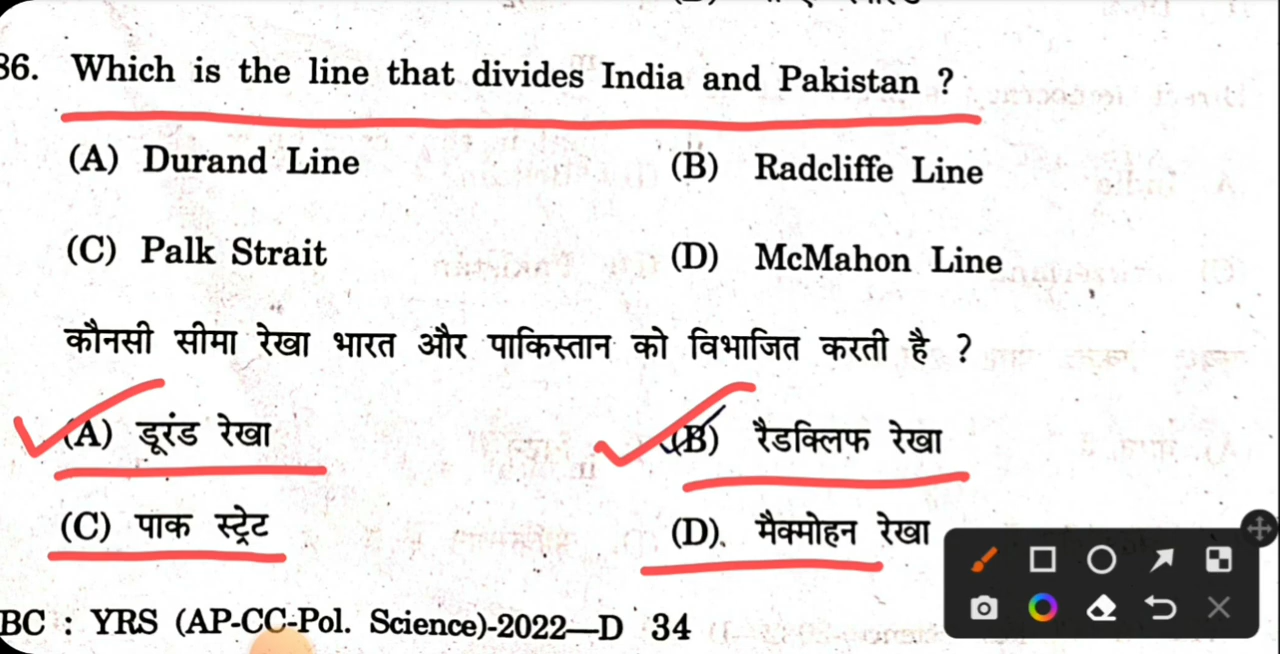 36. Which is the line that divides India and Pakistan ?
(A) Durand Line (B) Radcliffe Line
(C) Palk Strait (D) McMahon Line
कौनसी सीमा रेखा भारत और पाकिस्तान को विभाजित करती है ?
(A) डूरंड रेखा (B) रैडक्लिफ रेखा
(C) पाक स्ट्रेट (D). मैक्मोहन रेखा
BC : YRS (AP-CC-Pol. Science)-2022—D 34